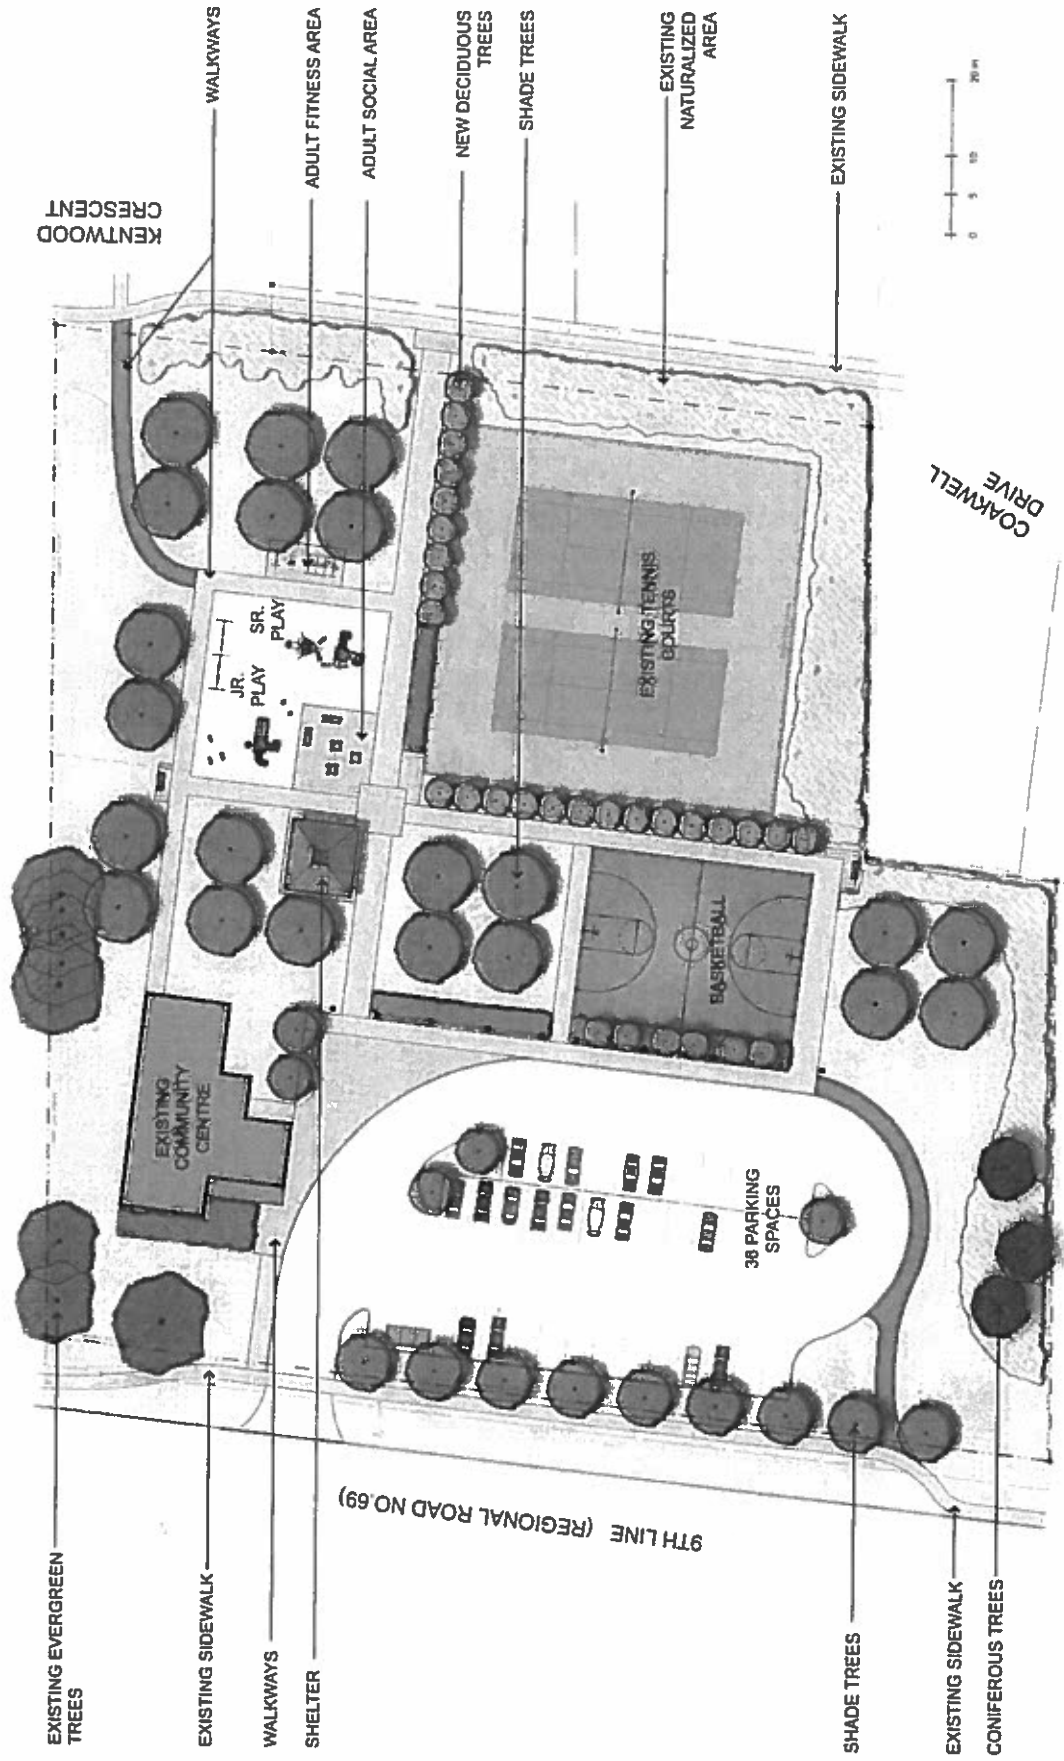 KENTWOOD
CRESCENT
WALKWAYS
ADULT FITNESS AREA
ADULT SOCIAL AREA
NEW DECIDUOUS
TREES
SHADE TREES
EXISTING
NATURALIZED
AREA
EXISTING SIDEWALK
0 5 10 20 m
COAKWELL
DRIVE
SR.
PLAY
JR.
PLAY
EXISTING TENNIS
COURTS
BASKETBALL
EXISTING
COMMUNITY
CENTRE
36 PARKING
SPACES
9TH LINE (REGIONAL ROAD NO.69)
EXISTING EVERGREEN
TREES
EXISTING SIDEWALK
WALKWAYS
SHELTER
SHADE TREES
EXISTING SIDEWALK
CONIFEROUS TREES